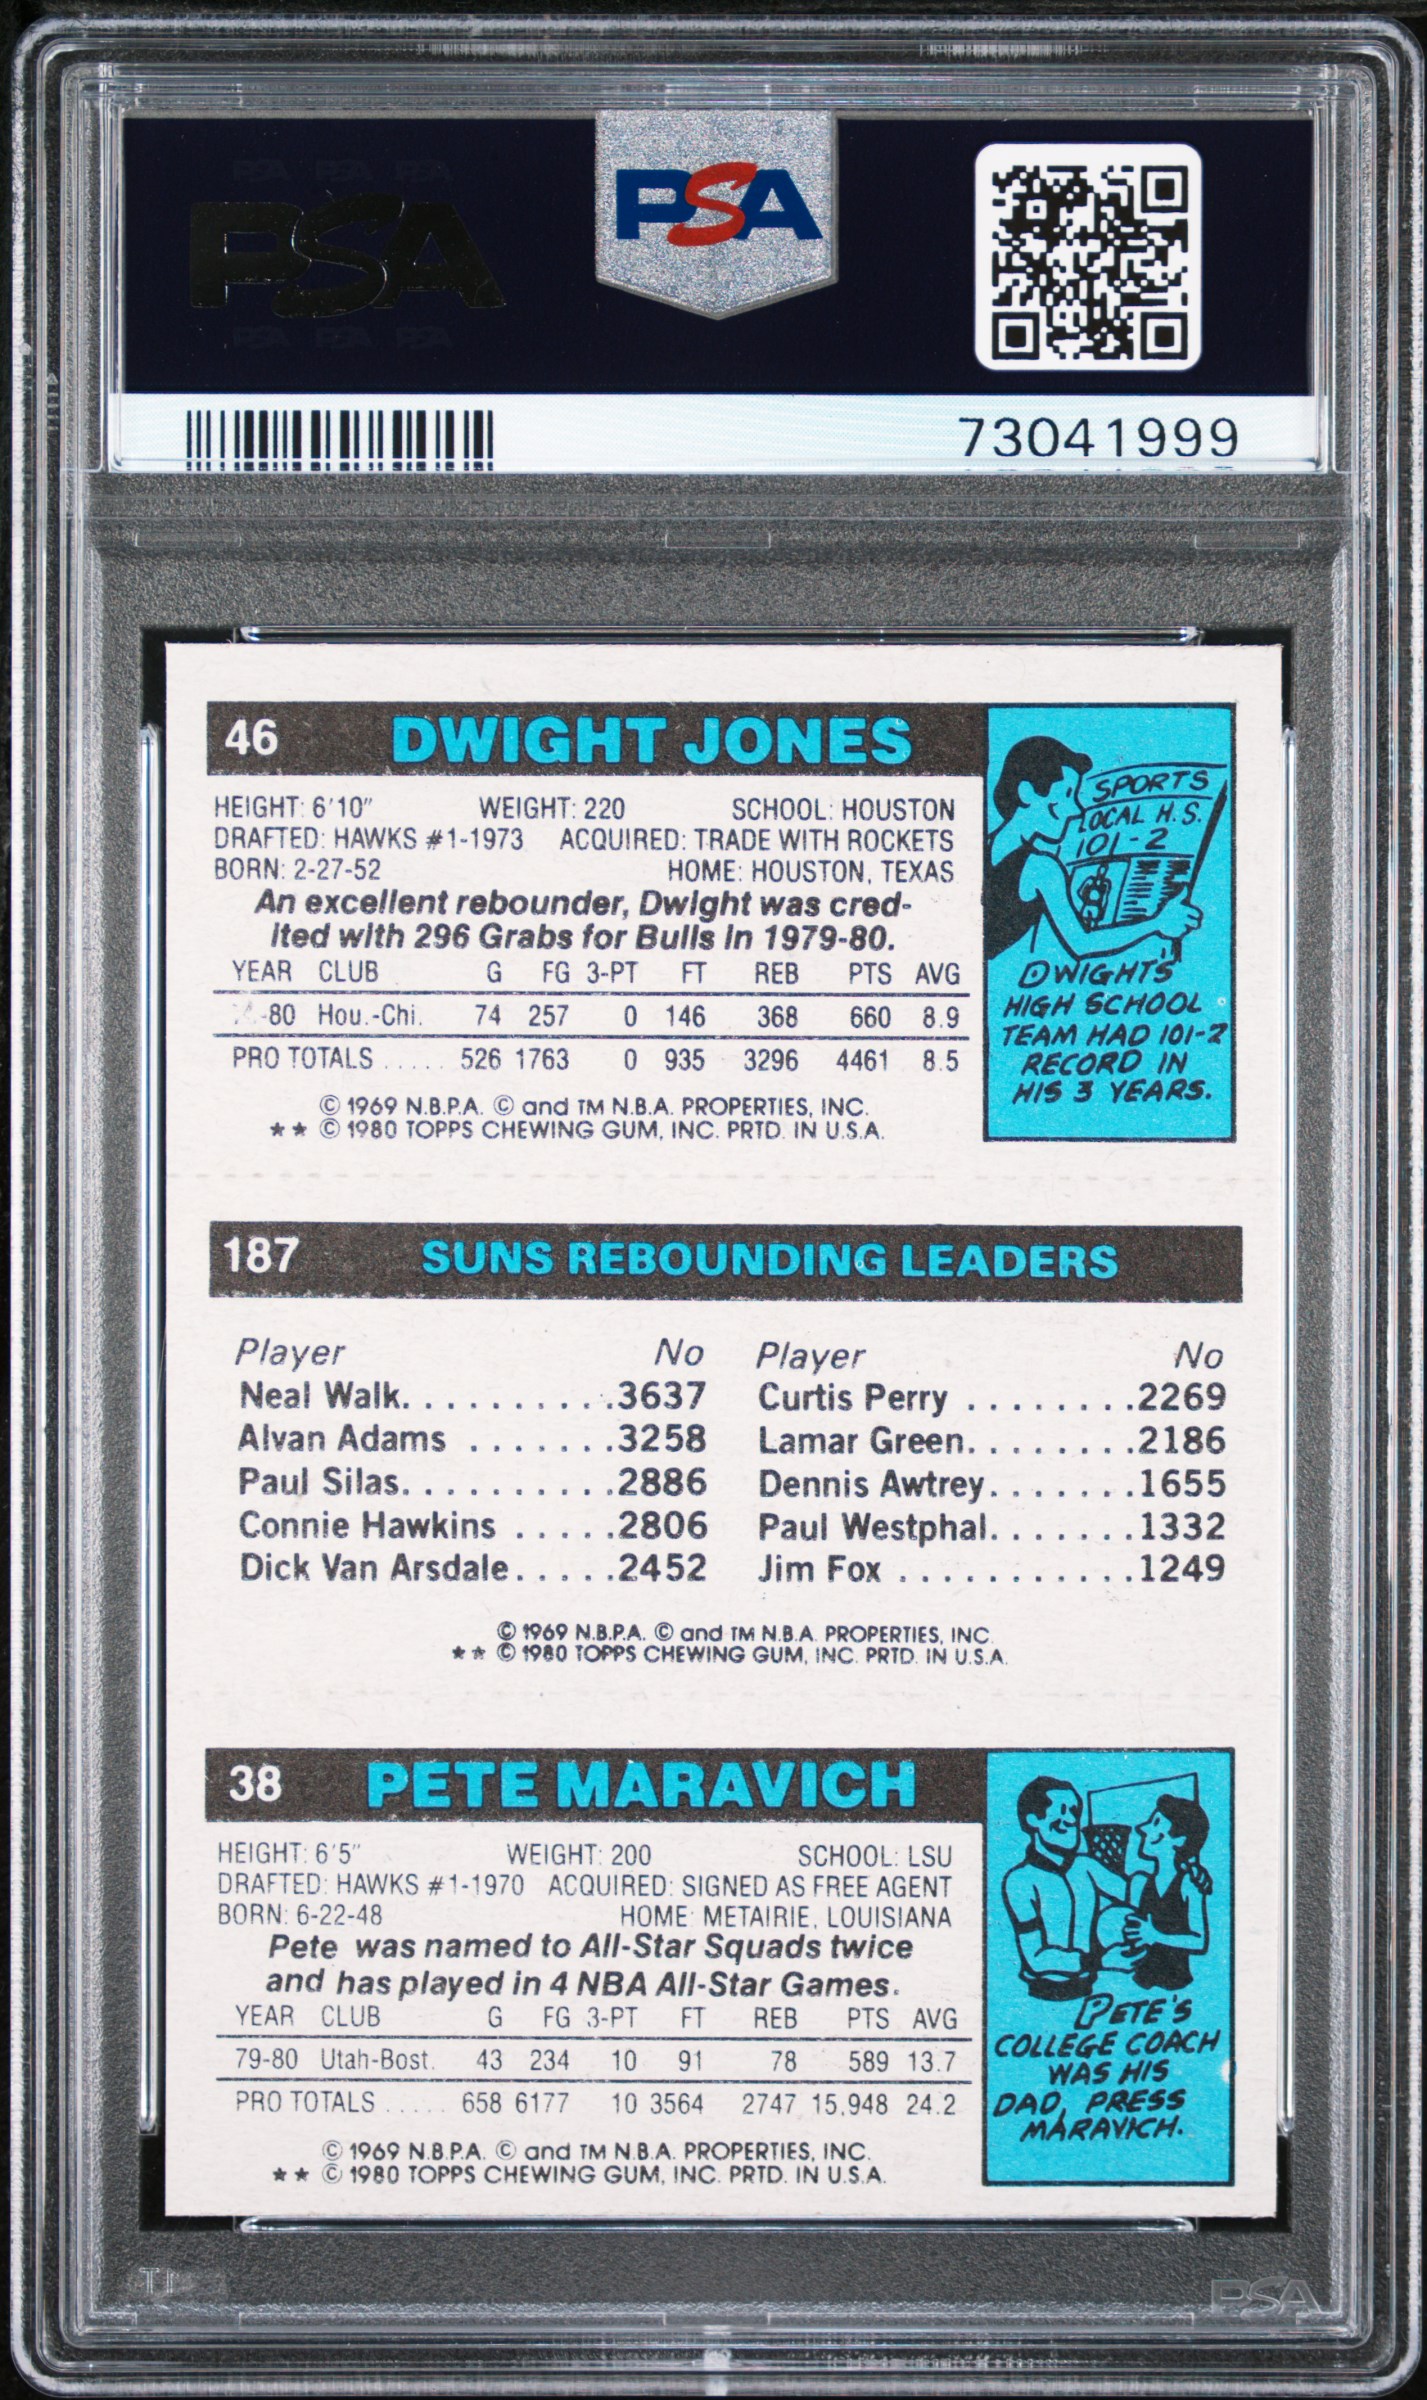 PSA
PSA
73041999
46 DWIGHT JONES
HEIGHT: 6'10" WEIGHT: 220 SCHOOL: HOUSTON
DRAFTED: HAWKS #1-1973 ACQUIRED: TRADE WITH ROCKETS
BORN: 2-27-52 HOME: HOUSTON, TEXAS
An excellent rebounder, Dwight was cred-
ited with 296 Grabs for Bulls in 1979-80.
YEAR CLUB G FG 3-PT FT REB PTS AVG
-80 Hou.-Chi. 74 257 0 146 368 660 8.9
PRO TOTALS ..... 526 1763 0 935 3296 4461 8.5
© 1969 N.B.P.A. © and TM N.B.A. PROPERTIES, INC.
★★ © 1980 TOPPS CHEWING GUM, INC. PRTD. IN U.S.A.
SPORTS
LOCAL H.S.
101-2
DWIGHT'S
HIGH SCHOOL
TEAM HAD 101-2
RECORD IN
HIS 3 YEARS.
187 SUNS REBOUNDING LEADERS
Player No Player No
Neal Walk..........3637 Curtis Perry ........2269
Alvan Adams .......3258 Lamar Green........2186
Paul Silas..........2886 Dennis Awtrey.......1655
Connie Hawkins .....2806 Paul Westphal.......1332
Dick Van Arsdale.....2452 Jim Fox ...........1249
© 1969 N.B.P.A. © and TM N.B.A. PROPERTIES, INC.
★★ © 1980 TOPPS CHEWING GUM, INC. PRTD. IN U.S.A.
38 PETE MARAVICH
HEIGHT: 6'5" WEIGHT: 200 SCHOOL: LSU
DRAFTED: HAWKS #1-1970 ACQUIRED: SIGNED AS FREE AGENT
BORN: 6-22-48 HOME: METAIRIE, LOUISIANA
Pete was named to All-Star Squads twice
and has played in 4 NBA All-Star Games.
YEAR CLUB G FG 3-PT FT REB PTS AVG
79-80 Utah-Bost. 43 234 10 91 78 589 13.7
PRO TOTALS ..... 658 6177 10 3564 2747 15,948 24.2
© 1969 N.B.P.A. © and TM N.B.A. PROPERTIES, INC.
★★ © 1980 TOPPS CHEWING GUM, INC. PRTD. IN U.S.A.
PETE'S
COLLEGE COACH
WAS HIS
DAD, PRESS
MARAVICH.
PSA